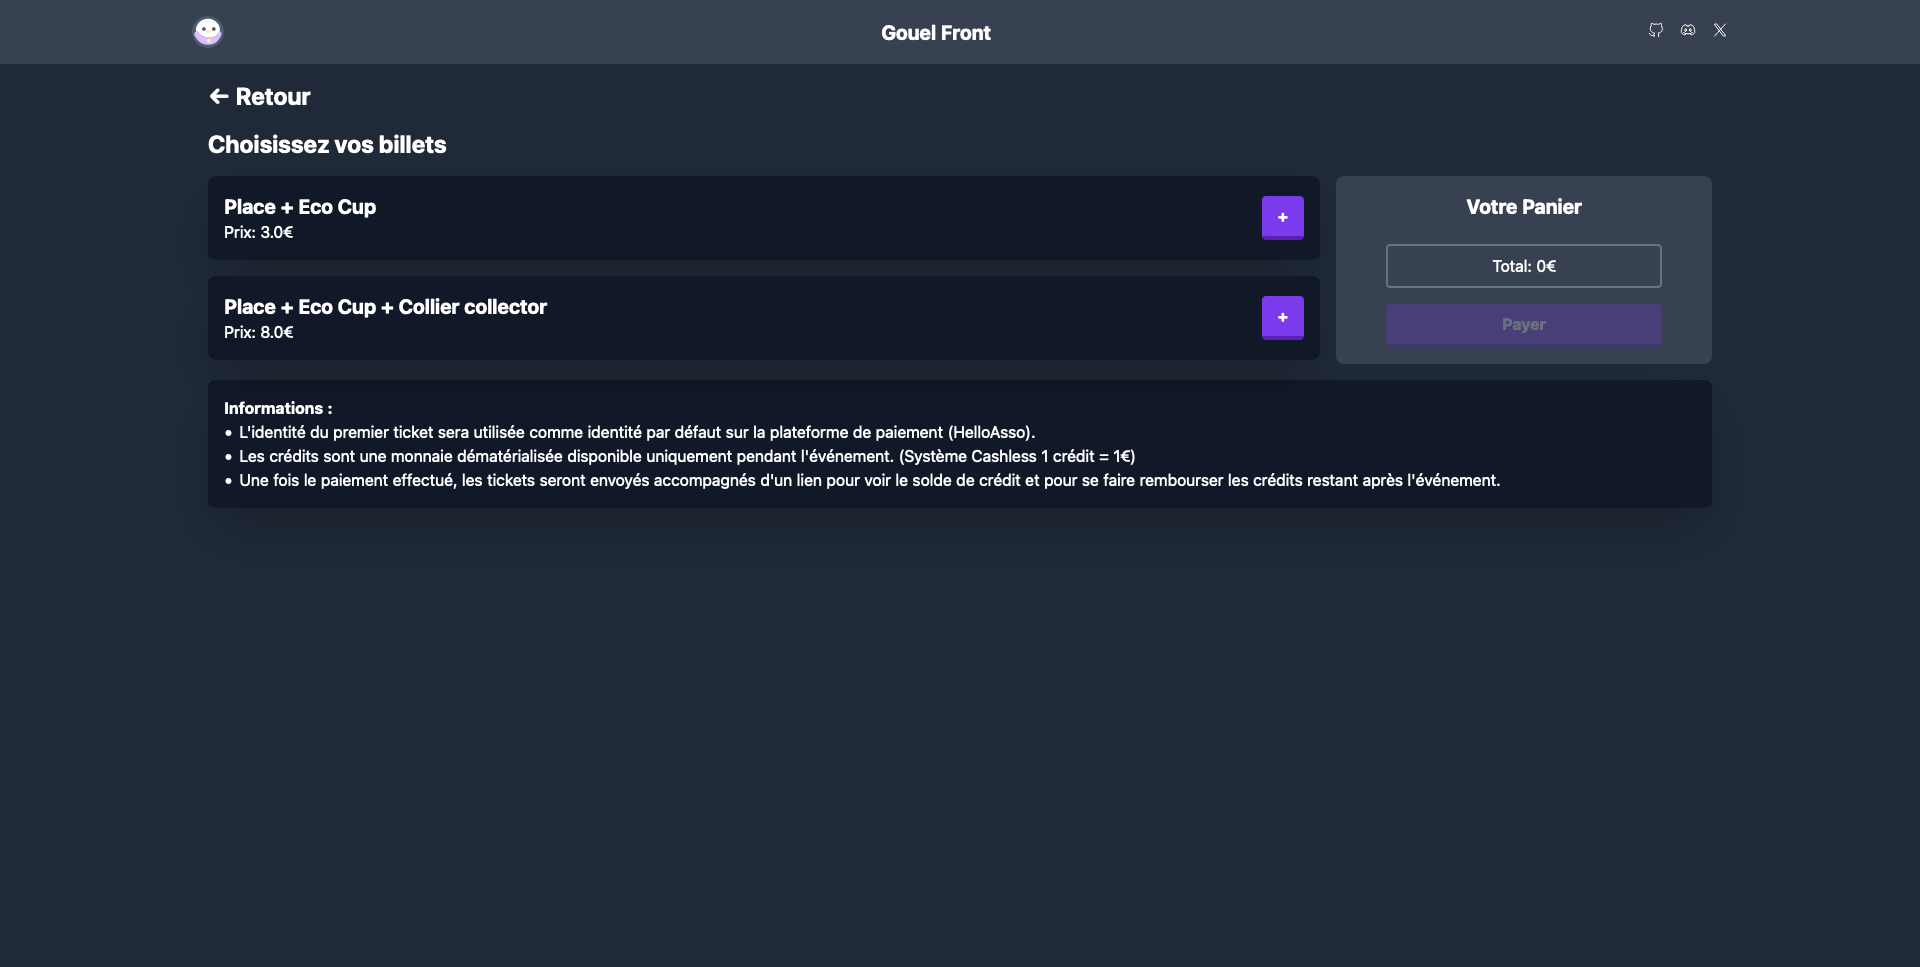 Gouel Front
Retour
Choisissez vos billets
Place + Eco Cup
Prix: 3.0€
+
Place + Eco Cup + Collier collector
Prix: 8.0€
+
Votre Panier
Total: 0€
Payer
Informations :
• L'identité du premier ticket sera utilisée comme identité par défaut sur la plateforme de paiement (HelloAsso).
• Les crédits sont une monnaie dématérialisée disponible uniquement pendant l'événement. (Système Cashless 1 crédit = 1€)
• Une fois le paiement effectué, les tickets seront envoyés accompagnés d'un lien pour voir le solde de crédit et pour se faire rembourser les crédits restant après l'événement.